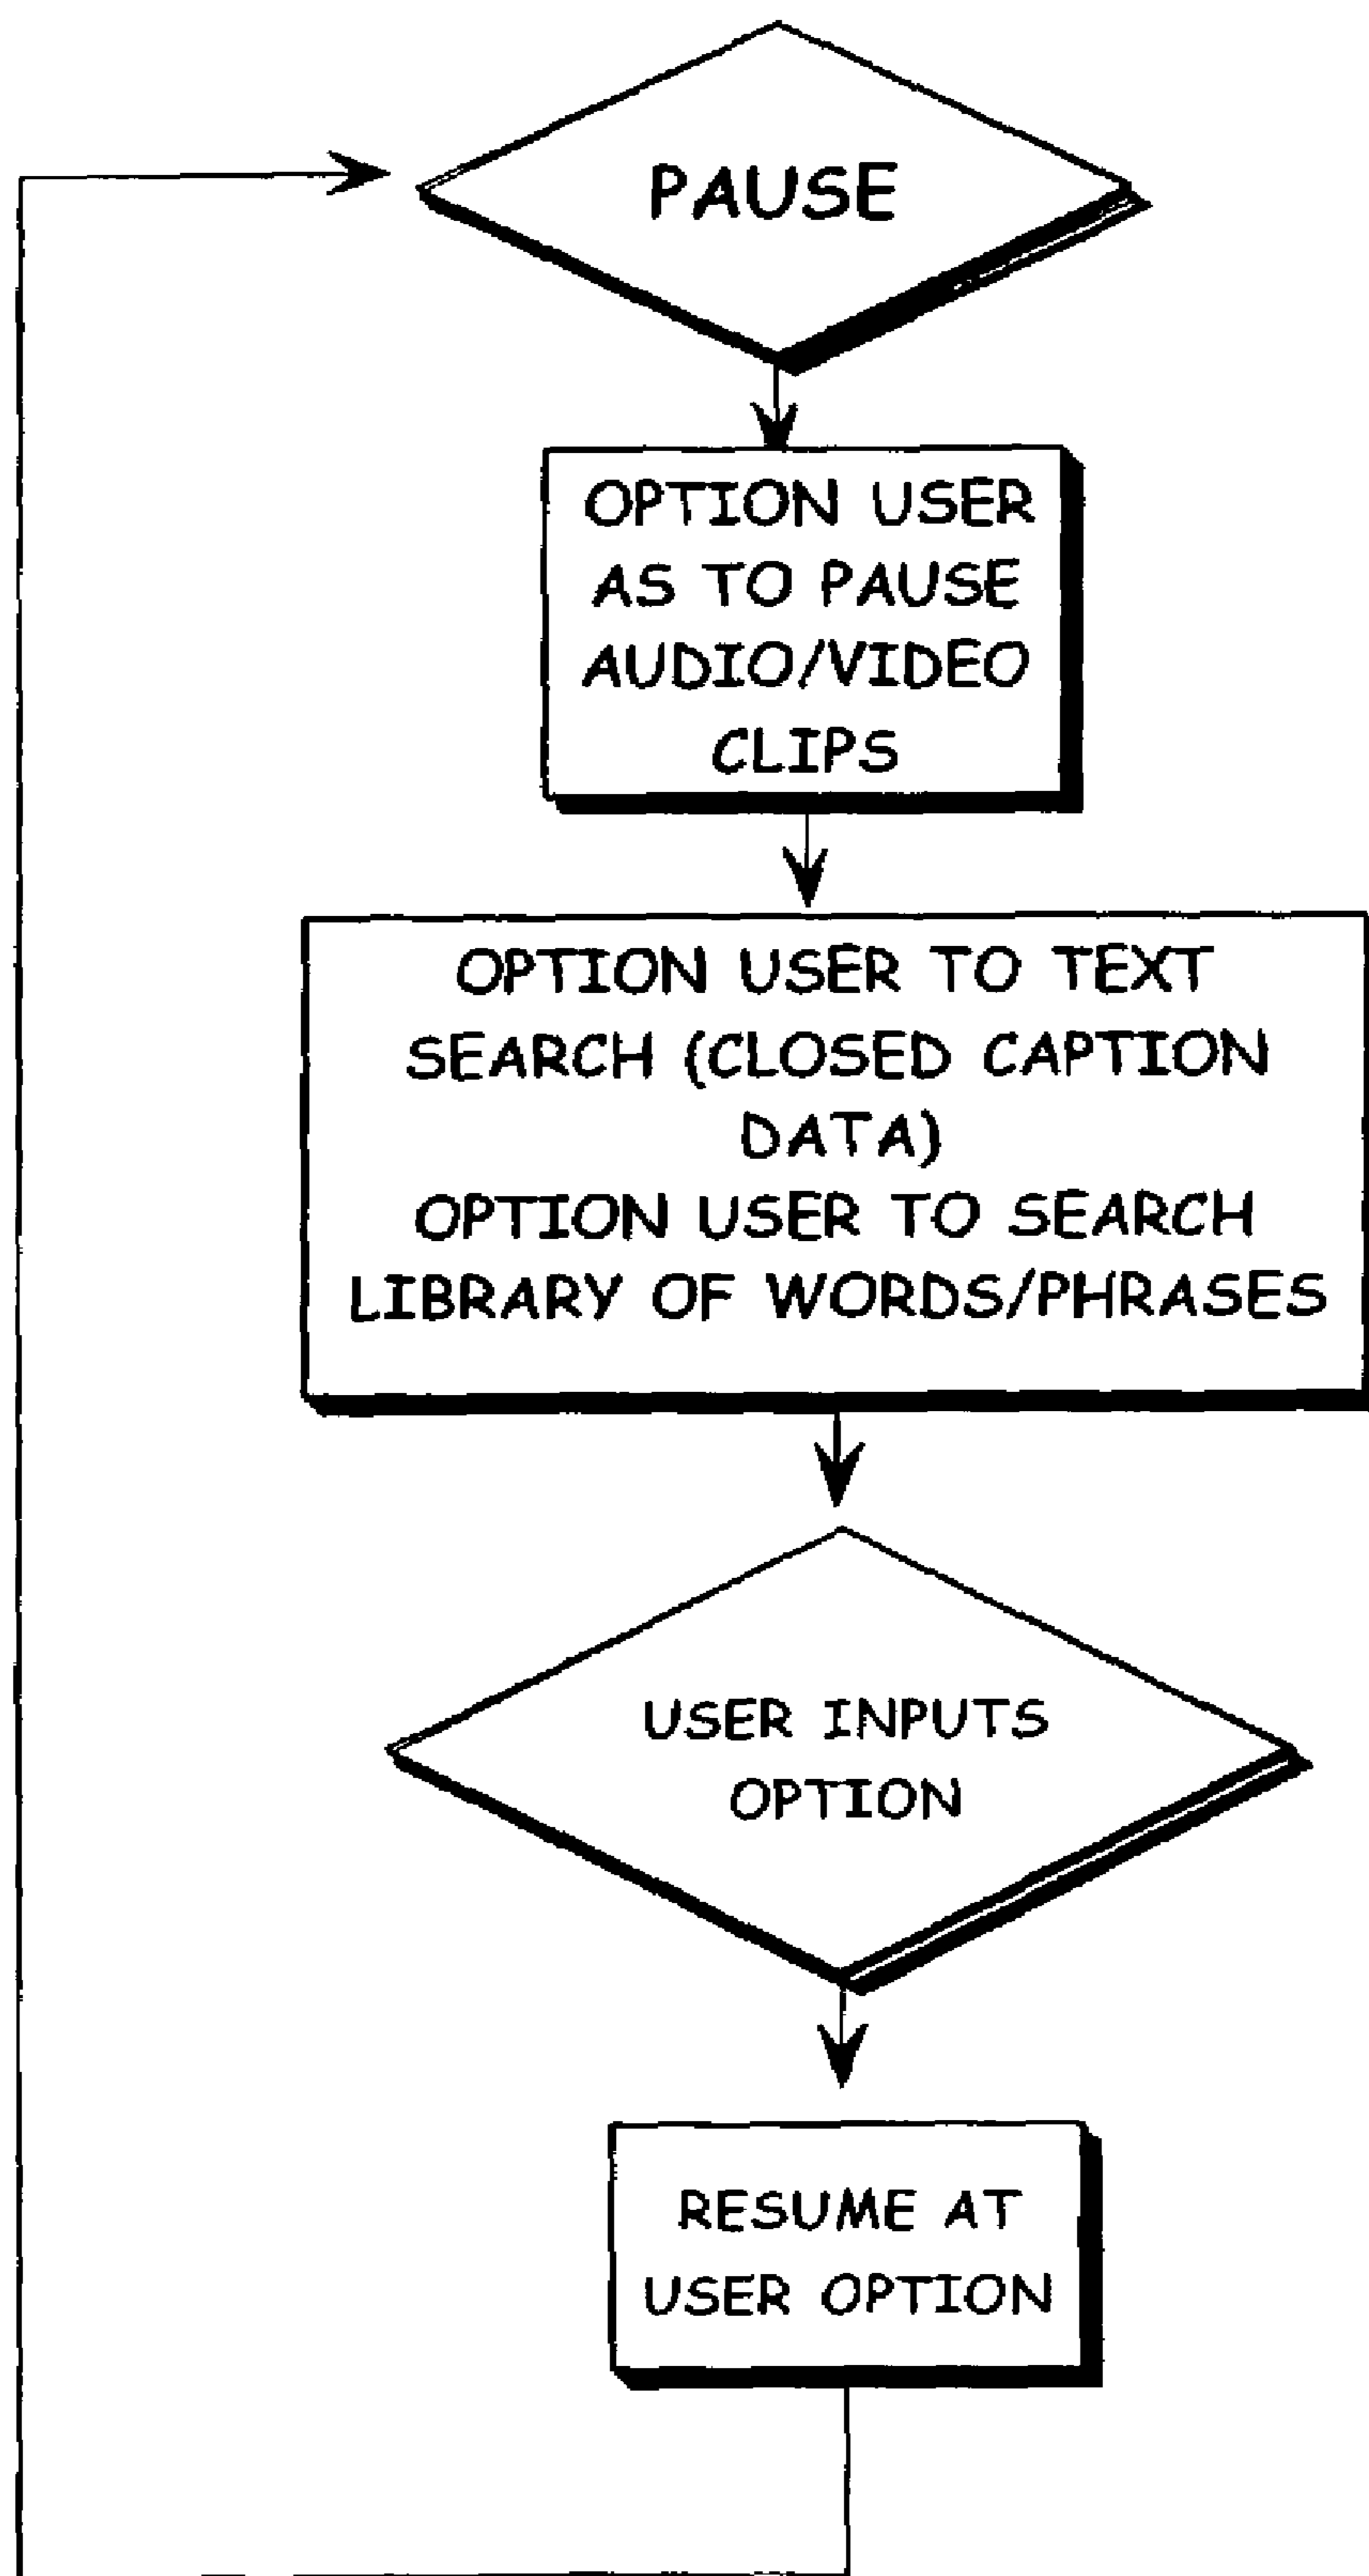 PAUSE
OPTION USER
AS TO PAUSE
AUDIO/VIDEO
CLIPS
OPTION USER TO TEXT
SEARCH (CLOSED CAPTION
DATA)
OPTION USER TO SEARCH
LIBRARY OF WORDS/PHRASES
USER INPUTS
OPTION
RESUME AT
USER OPTION